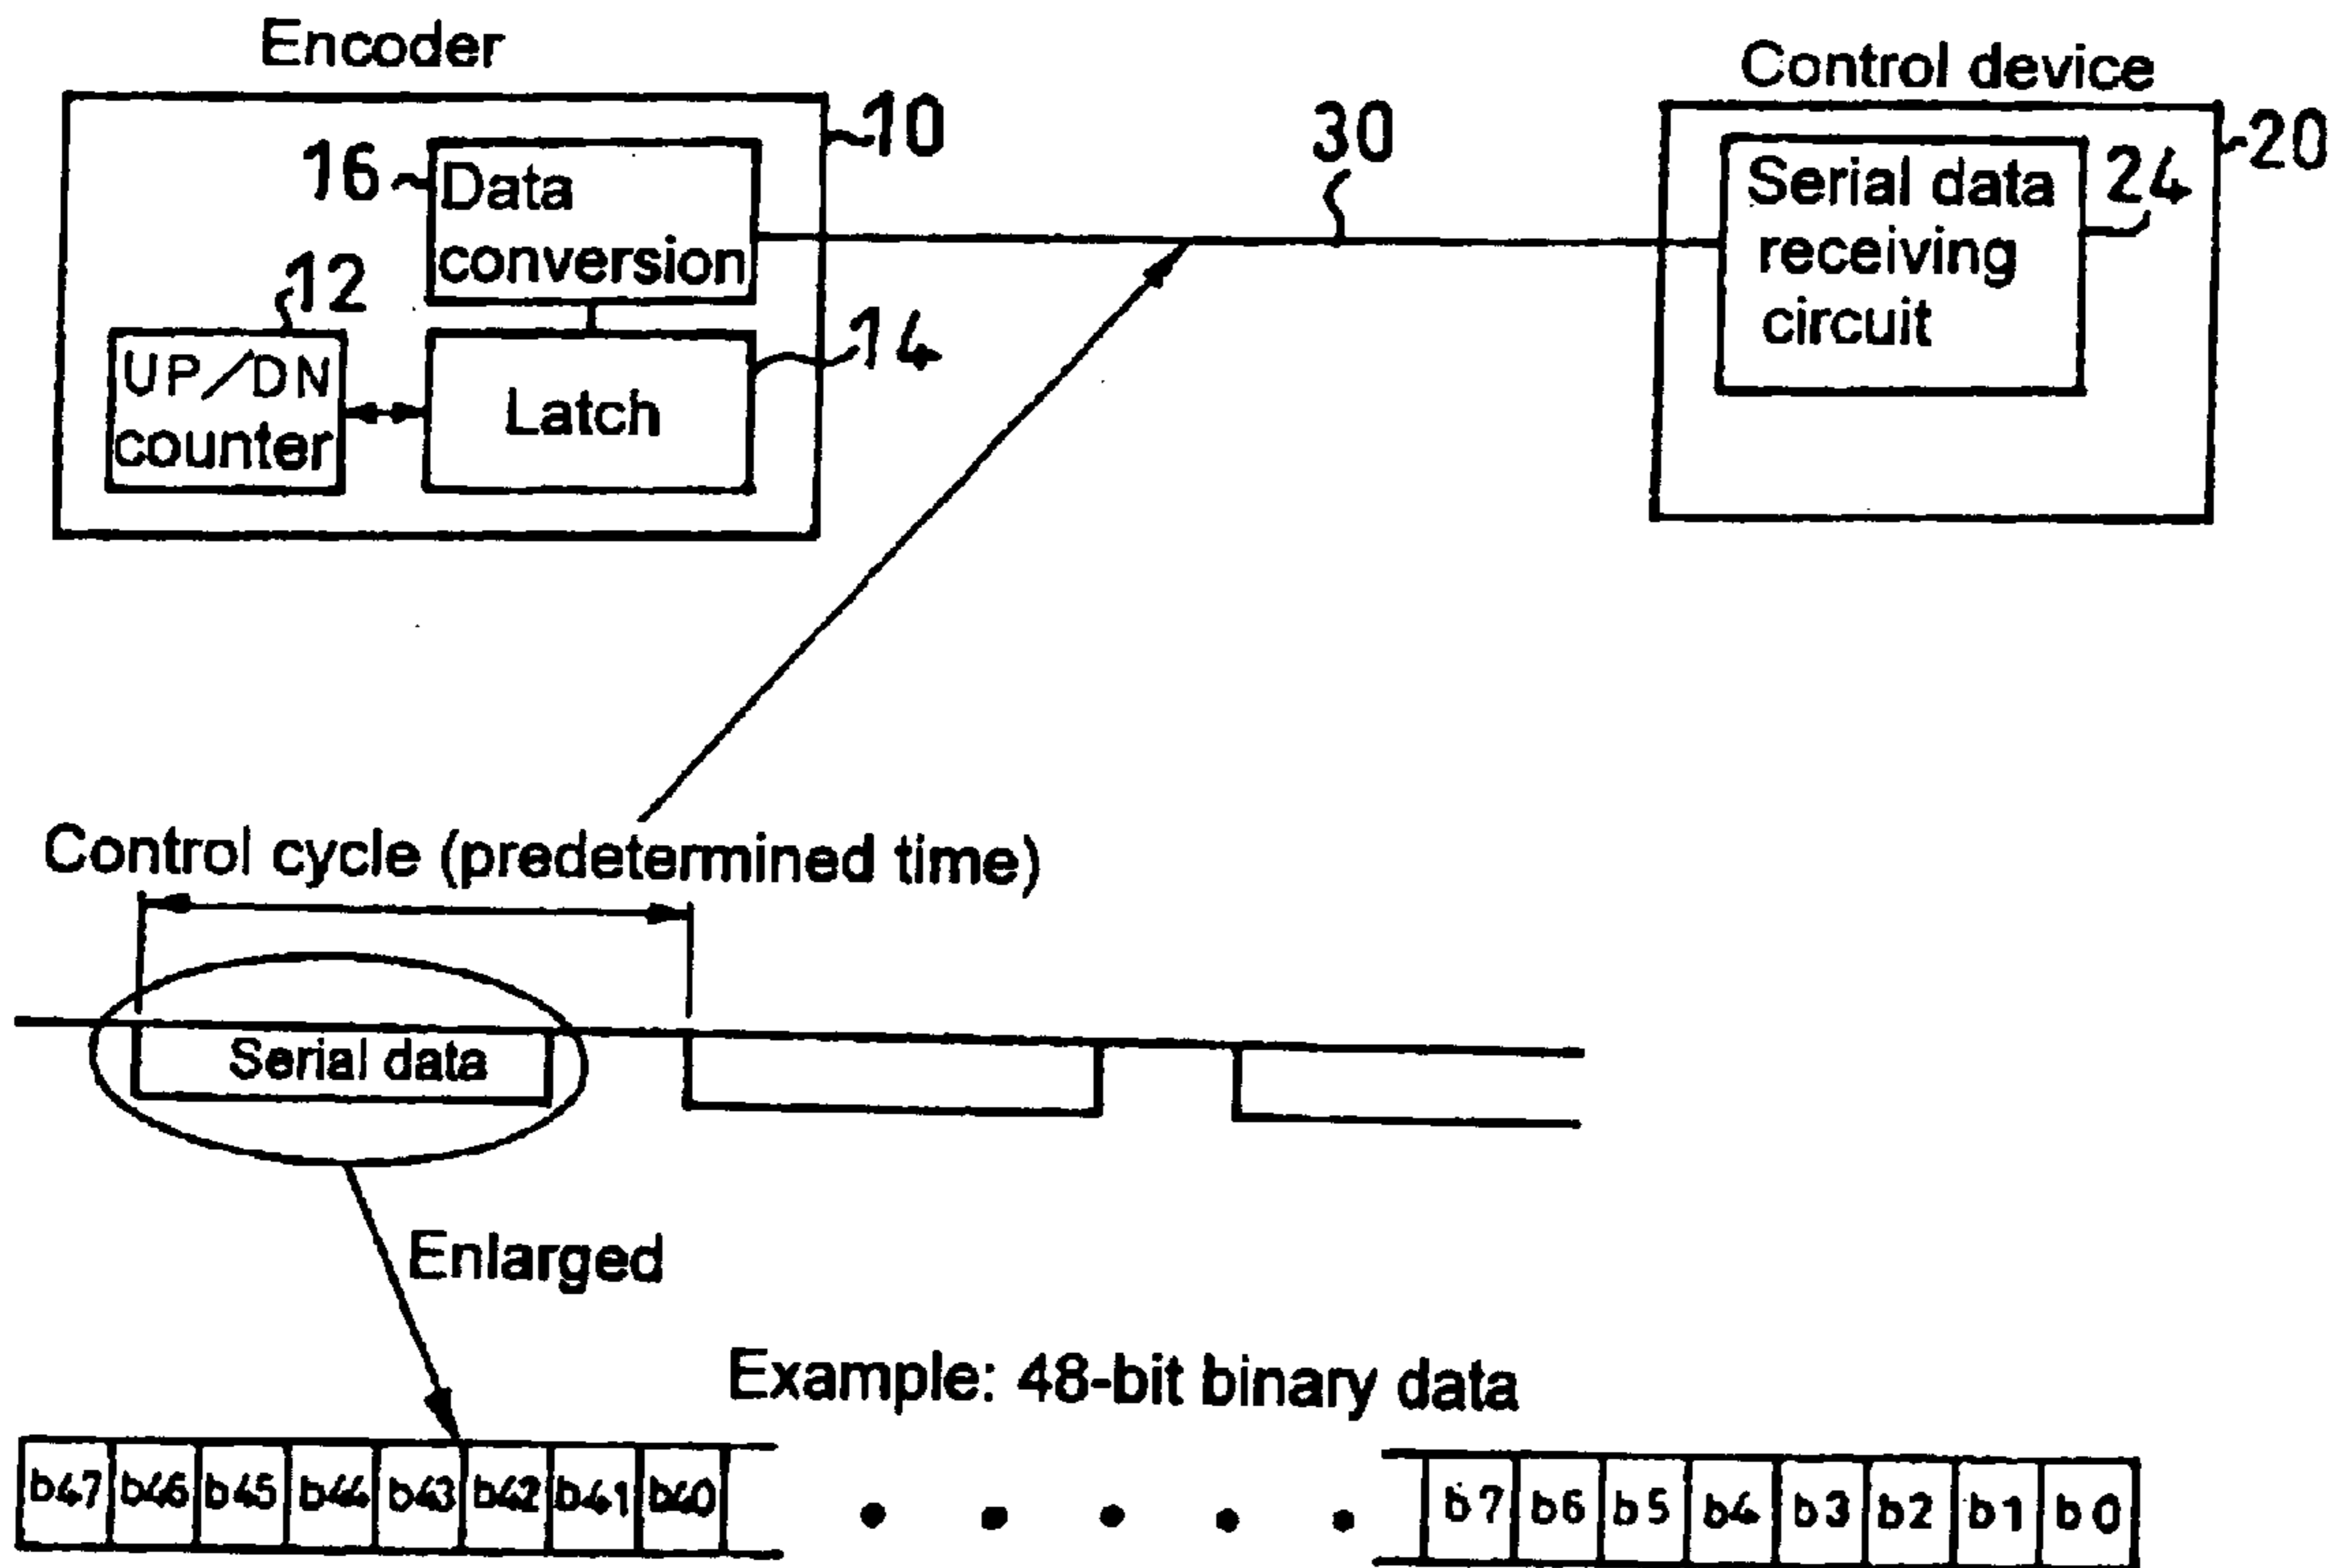 Encoder
10
16
Data
conversion
12
UP/DN
counter
Latch
14
30
Control device
20
Serial data
receiving
circuit
24
Control cycle (predetermined time)
Serial data
Enlarged
Example: 48-bit binary data
b47 b46 b45 b44 b43 b42 b41 b40 • • • • • b7 b6 b5 b4 b3 b2 b1 b0